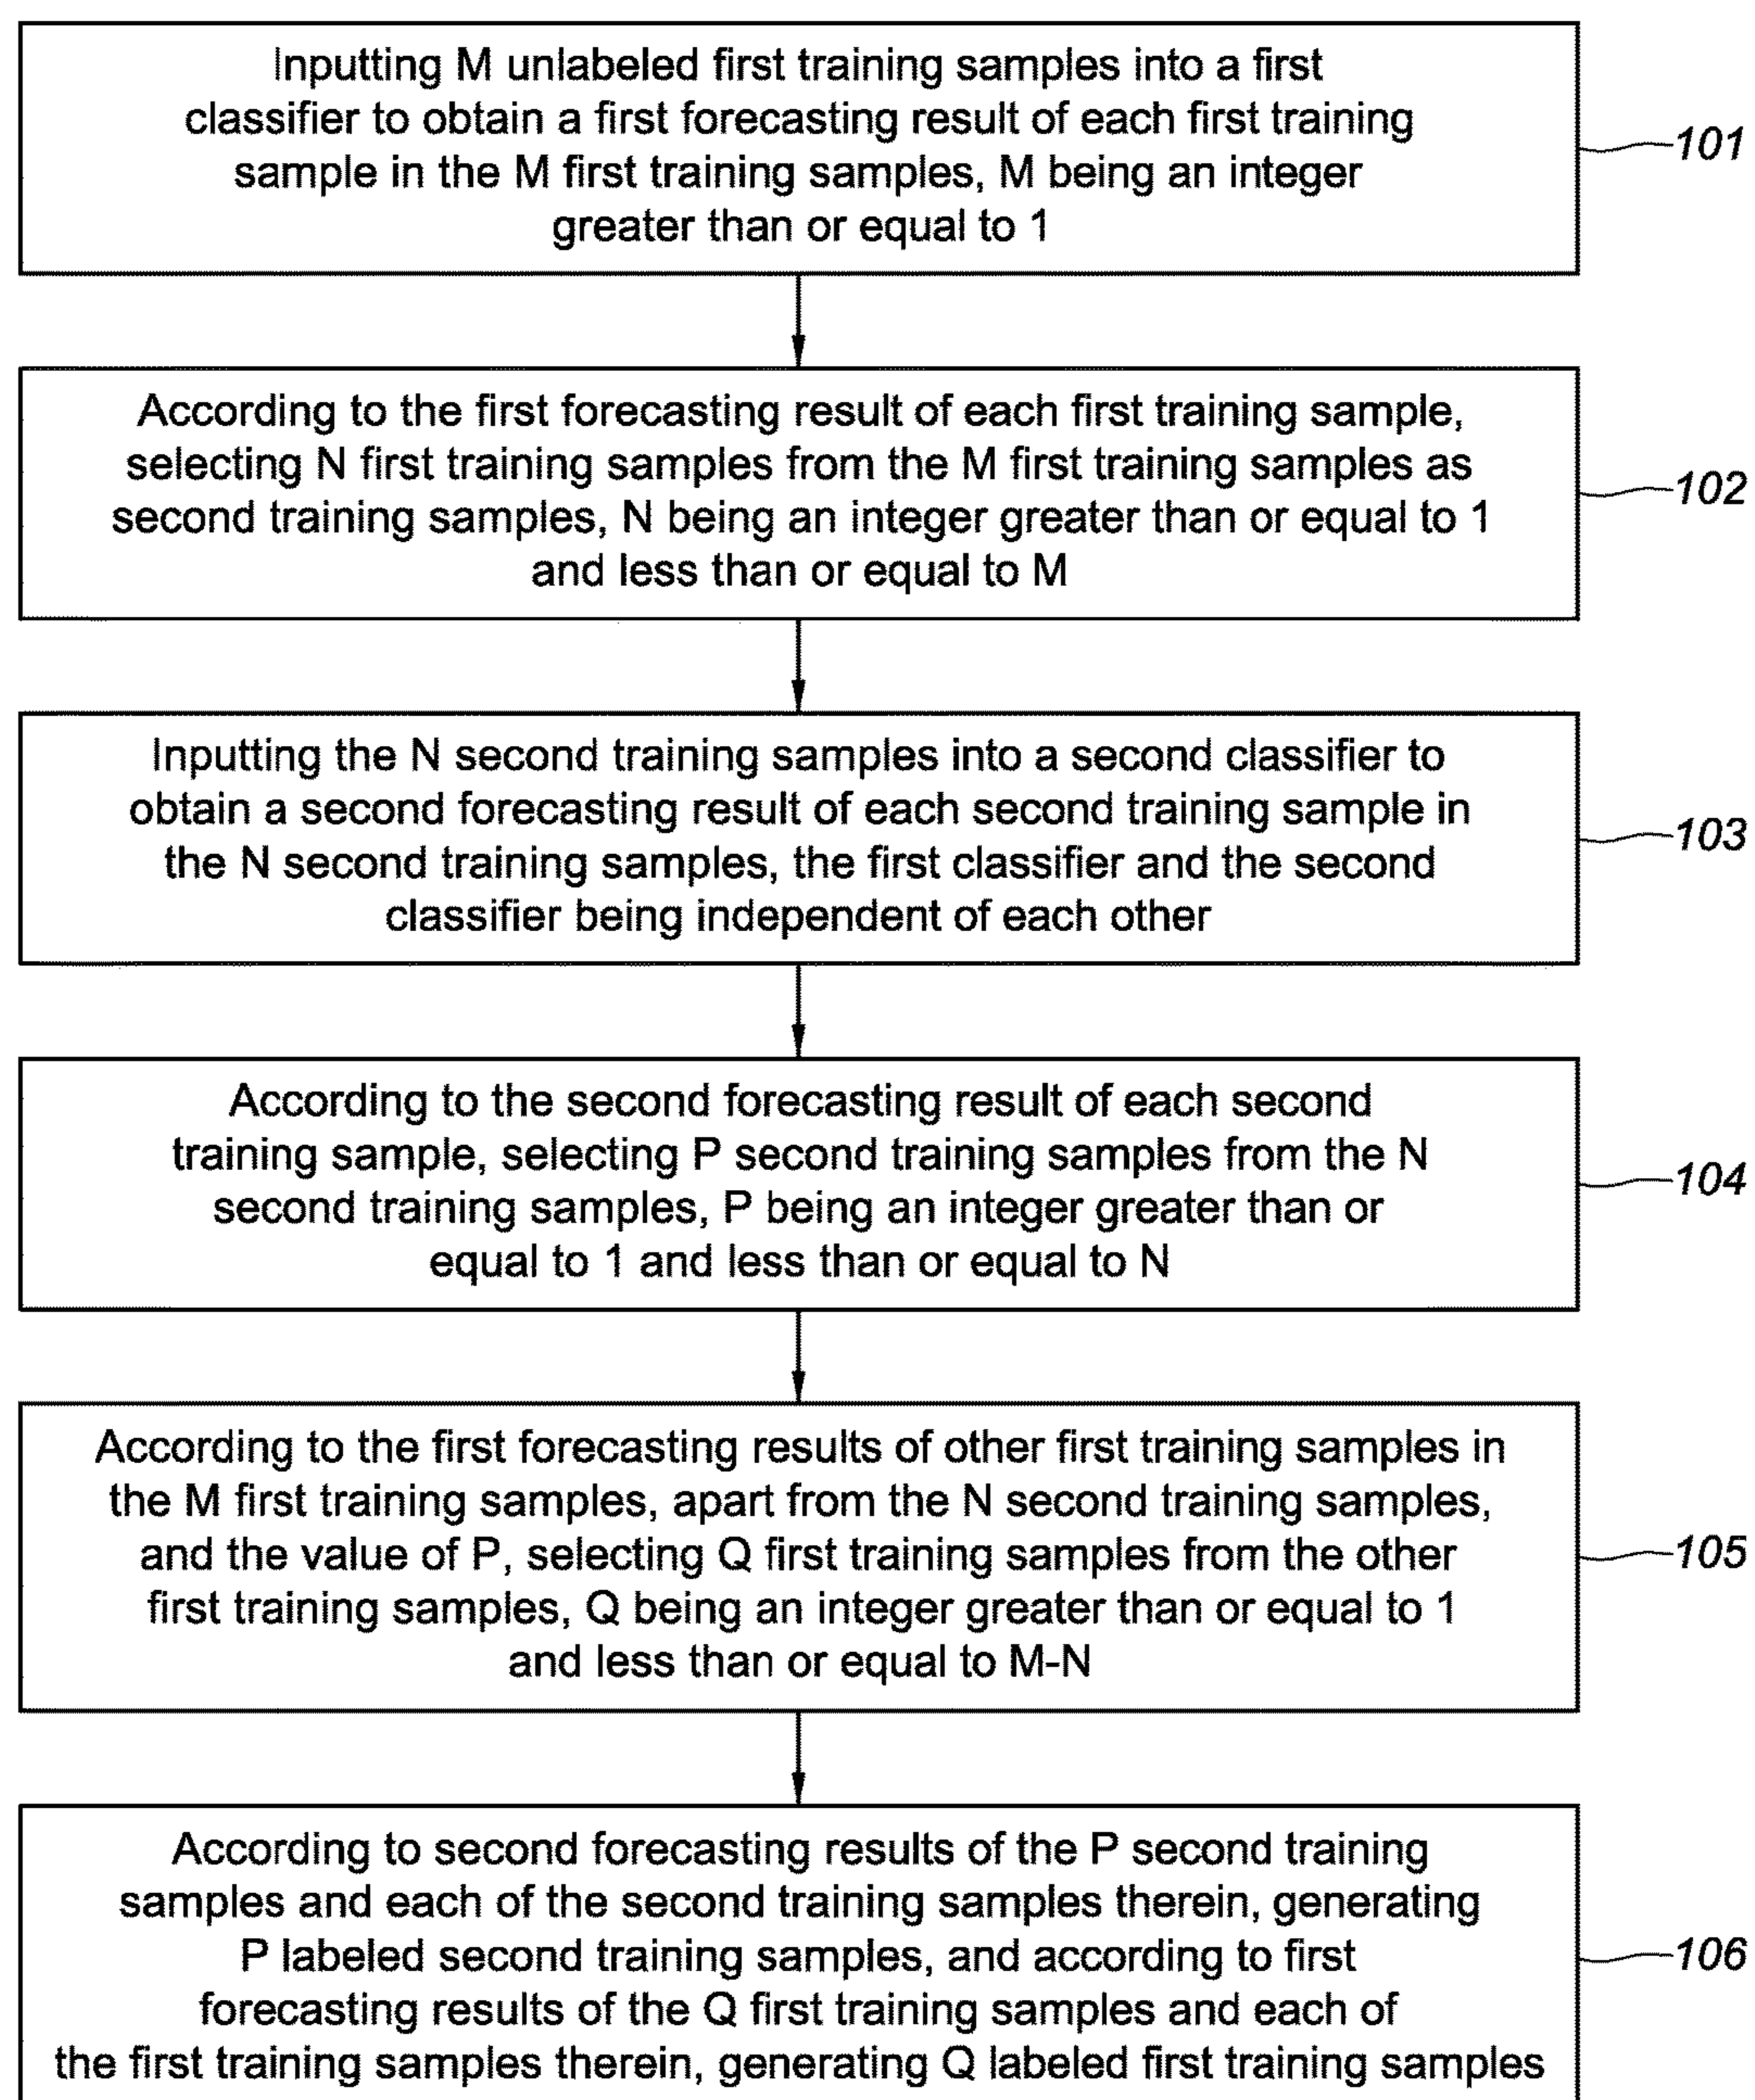 Inputting M unlabeled first training samples into a first
classifier to obtain a first forecasting result of each first training
sample in the M first training samples, M being an integer
greater than or equal to 1
101
According to the first forecasting result of each first training sample,
selecting N first training samples from the M first training samples as
second training samples, N being an integer greater than or equal to 1
and less than or equal to M
102
Inputting the N second training samples into a second classifier to
obtain a second forecasting result of each second training sample in
the N second training samples, the first classifier and the second
classifier being independent of each other
103
According to the second forecasting result of each second
training sample, selecting P second training samples from the N
second training samples, P being an integer greater than or
equal to 1 and less than or equal to N
104
According to the first forecasting results of other first training samples in
the M first training samples, apart from the N second training samples,
and the value of P, selecting Q first training samples from the other
first training samples, Q being an integer greater than or equal to 1
and less than or equal to M-N
105
According to second forecasting results of the P second training
samples and each of the second training samples therein, generating
P labeled second training samples, and according to first
forecasting results of the Q first training samples and each of
the first training samples therein, generating Q labeled first training samples
106